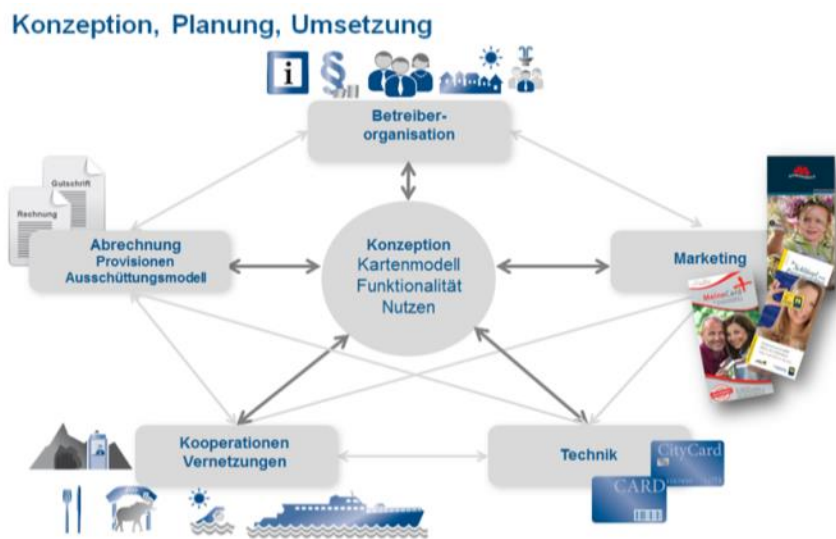 Konzeption, Planung, Umsetzung
i
§
Betreiber-
organisation
Gutschrift
Rechnung
Abrechnung
Provisionen
Ausschüttungsmodell
Konzeption
Kartenmodell
Funktionalität
Nutzen
Marketing
MeineCard
Kooperationen
Vernetzungen
Technik
CityCard
CARD